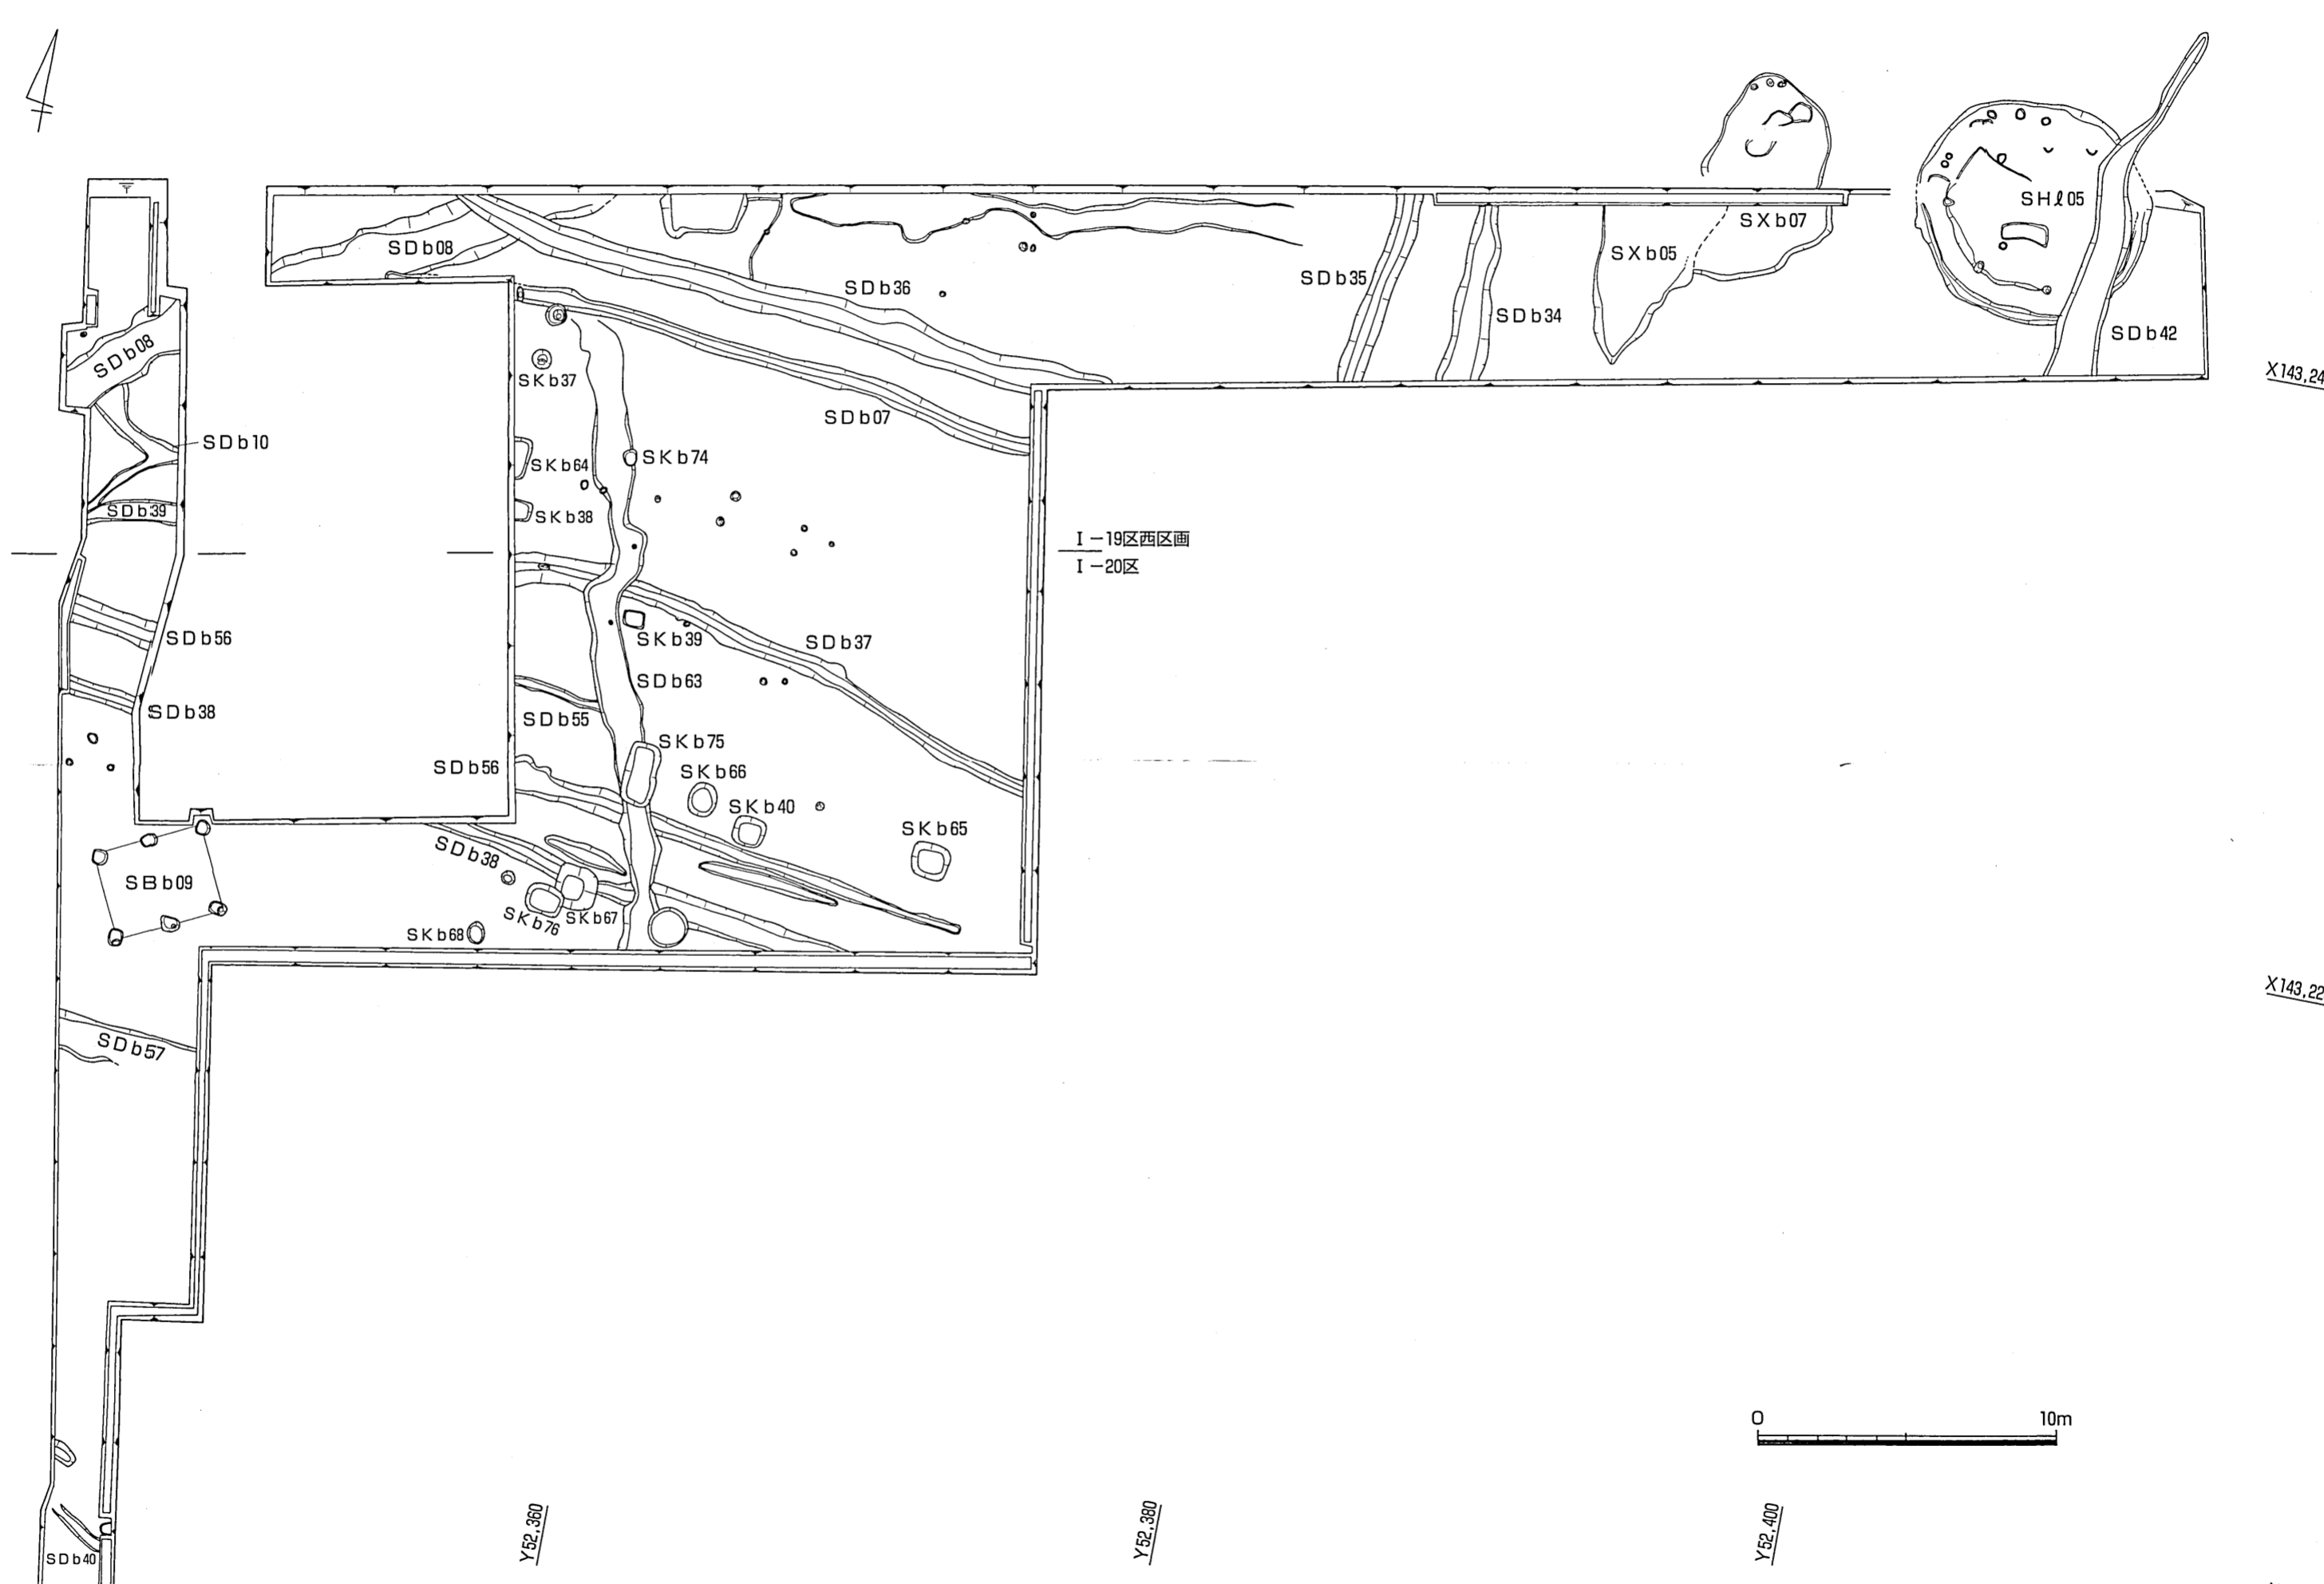 SDb08
SDb36
SDb35
SDb34
SXb05
SXb07
SHℓ05
SDb42
X143,24
SDb08
SKb37
SDb07
SDb10
SKb64
SKb74
SKb38
SDb39
I-19区西区画
I-20区
SDb56
SKb39
SDb37
SDb63
SDb38
SDb55
SKb75
SDb56
SKb66
SKb40
SKb65
SDb38
SBb09
SKb76
SKb67
SKb68
X143,22
SDb57
0 10m
Y52,360
Y52,380
Y52,400
SDb40